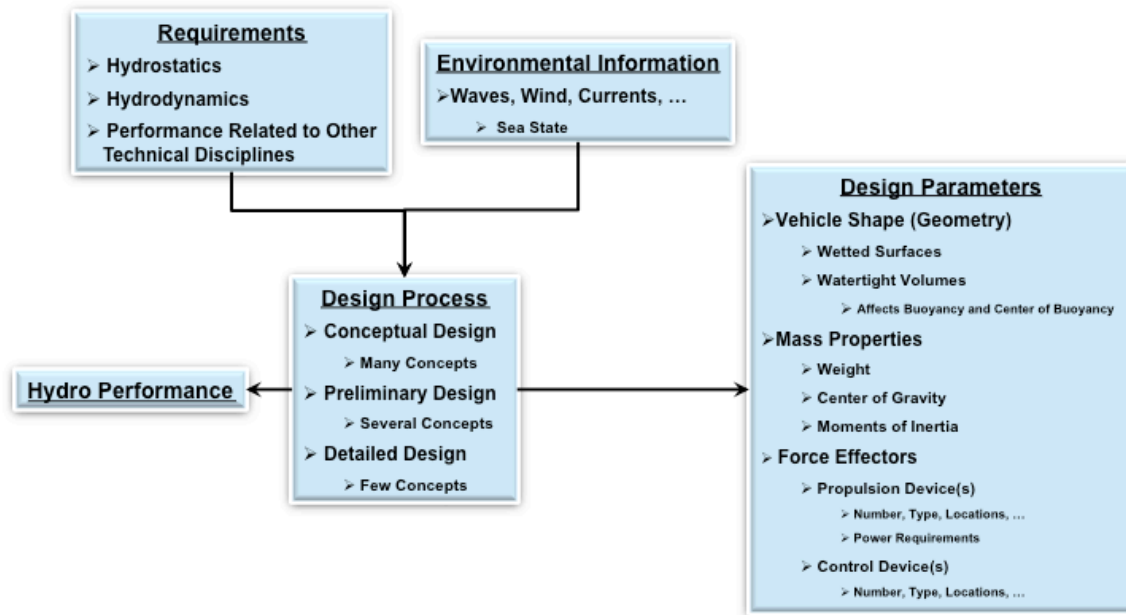 Requirements
➢ Hydrostatics
➢ Hydrodynamics
➢ Performance Related to Other
Technical Disciplines
Environmental Information
➢Waves, Wind, Currents, …
➢ Sea State
Design Process
➢ Conceptual Design
➢ Many Concepts
➢ Preliminary Design
➢ Several Concepts
➢ Detailed Design
➢ Few Concepts
Hydro Performance
Design Parameters
➢Vehicle Shape (Geometry)
➢ Wetted Surfaces
➢ Watertight Volumes
➢ Affects Buoyancy and Center of Buoyancy
➢Mass Properties
➢ Weight
➢ Center of Gravity
➢ Moments of Inertia
➢ Force Effectors
➢ Propulsion Device(s)
➢ Number, Type, Locations, …
➢ Power Requirements
➢ Control Device(s)
➢ Number, Type, Locations, …